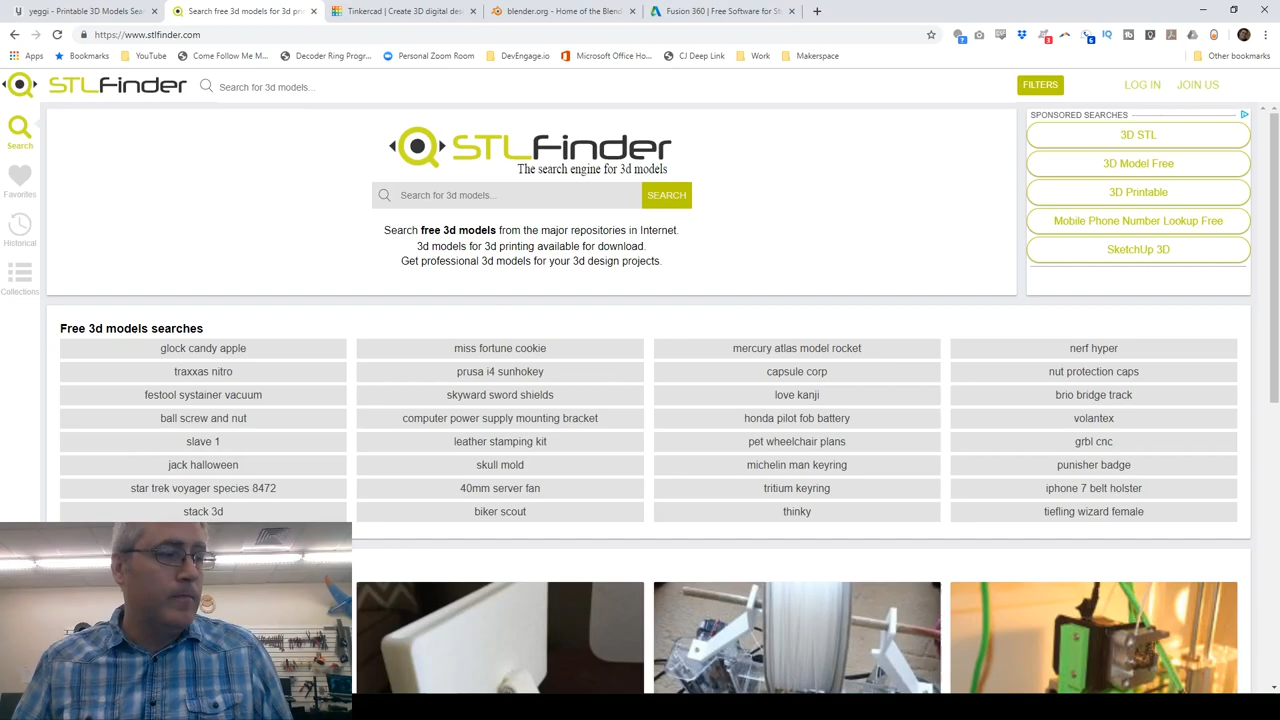 yeggi - Printable 3D Models Sea
Search free 3d models for 3d prin
Tinkercad | Create 3D digital des
blender.org - Home of the Blend
Fusion 360 | Free Software for Stu
https://www.stlfinder.com
Apps
Bookmarks
YouTube
Come Follow Me M...
Decoder Ring Progr...
Personal Zoom Room
DevEngage.io
Microsoft Office Ho...
CJ Deep Link
Work
Makerspace
Other bookmarks
STLFinder
Search for 3d models...
FILTERS
LOG IN
JOIN US
Search
Favorites
Historical
Collections
STLFinder
The search engine for 3d models
Search for 3d models...
SEARCH
Search free 3d models from the major repositories in Internet.
3d models for 3d printing available for download.
Get professional 3d models for your 3d design projects.
SPONSORED SEARCHES
3D STL
3D Model Free
3D Printable
Mobile Phone Number Lookup Free
SketchUp 3D
Free 3d models searches
glock candy apple
miss fortune cookie
mercury atlas model rocket
nerf hyper
traxxas nitro
prusa i4 sunhokey
capsule corp
nut protection caps
festool systainer vacuum
skyward sword shields
love kanji
brio bridge track
ball screw and nut
computer power supply mounting bracket
honda pilot fob battery
volantex
slave 1
leather stamping kit
pet wheelchair plans
grbl cnc
jack halloween
skull mold
michelin man keyring
punisher badge
star trek voyager species 8472
40mm server fan
tritium keyring
iphone 7 belt holster
stack 3d
biker scout
thinky
tiefling wizard female